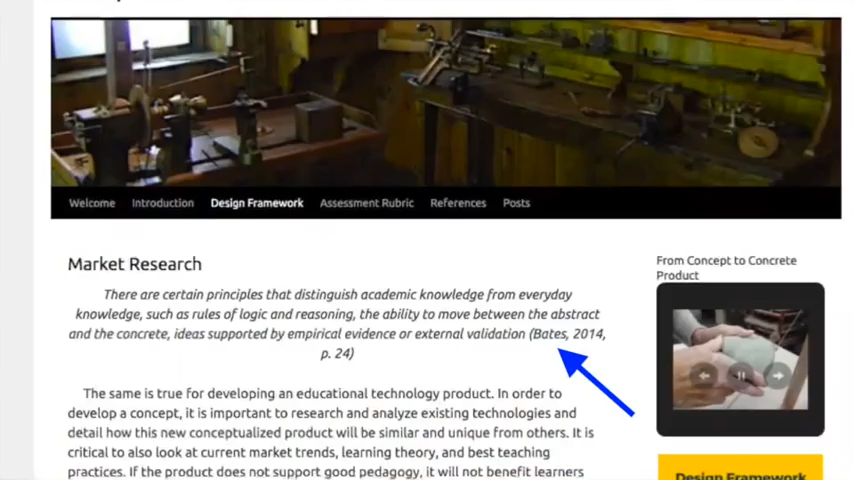 Welcome Introduction Design Framework Assessment Rubric References Posts
Market Research
There are certain principles that distinguish academic knowledge from everyday
knowledge, such as rules of logic and reasoning, the ability to move between the abstract
and the concrete, ideas supported by empirical evidence or external validation (Bates, 2014,
p. 24)
The same is true for developing an educational technology product. In order to
develop a concept, it is important to research and analyze existing technologies and
detail how this new conceptualized product will be similar and unique from others. It is
critical to also look at current market trends, learning theory, and best teaching
practices. If the product does not support good pedagogy, it will not benefit learners
From Concept to Concrete
Product
Design Framework